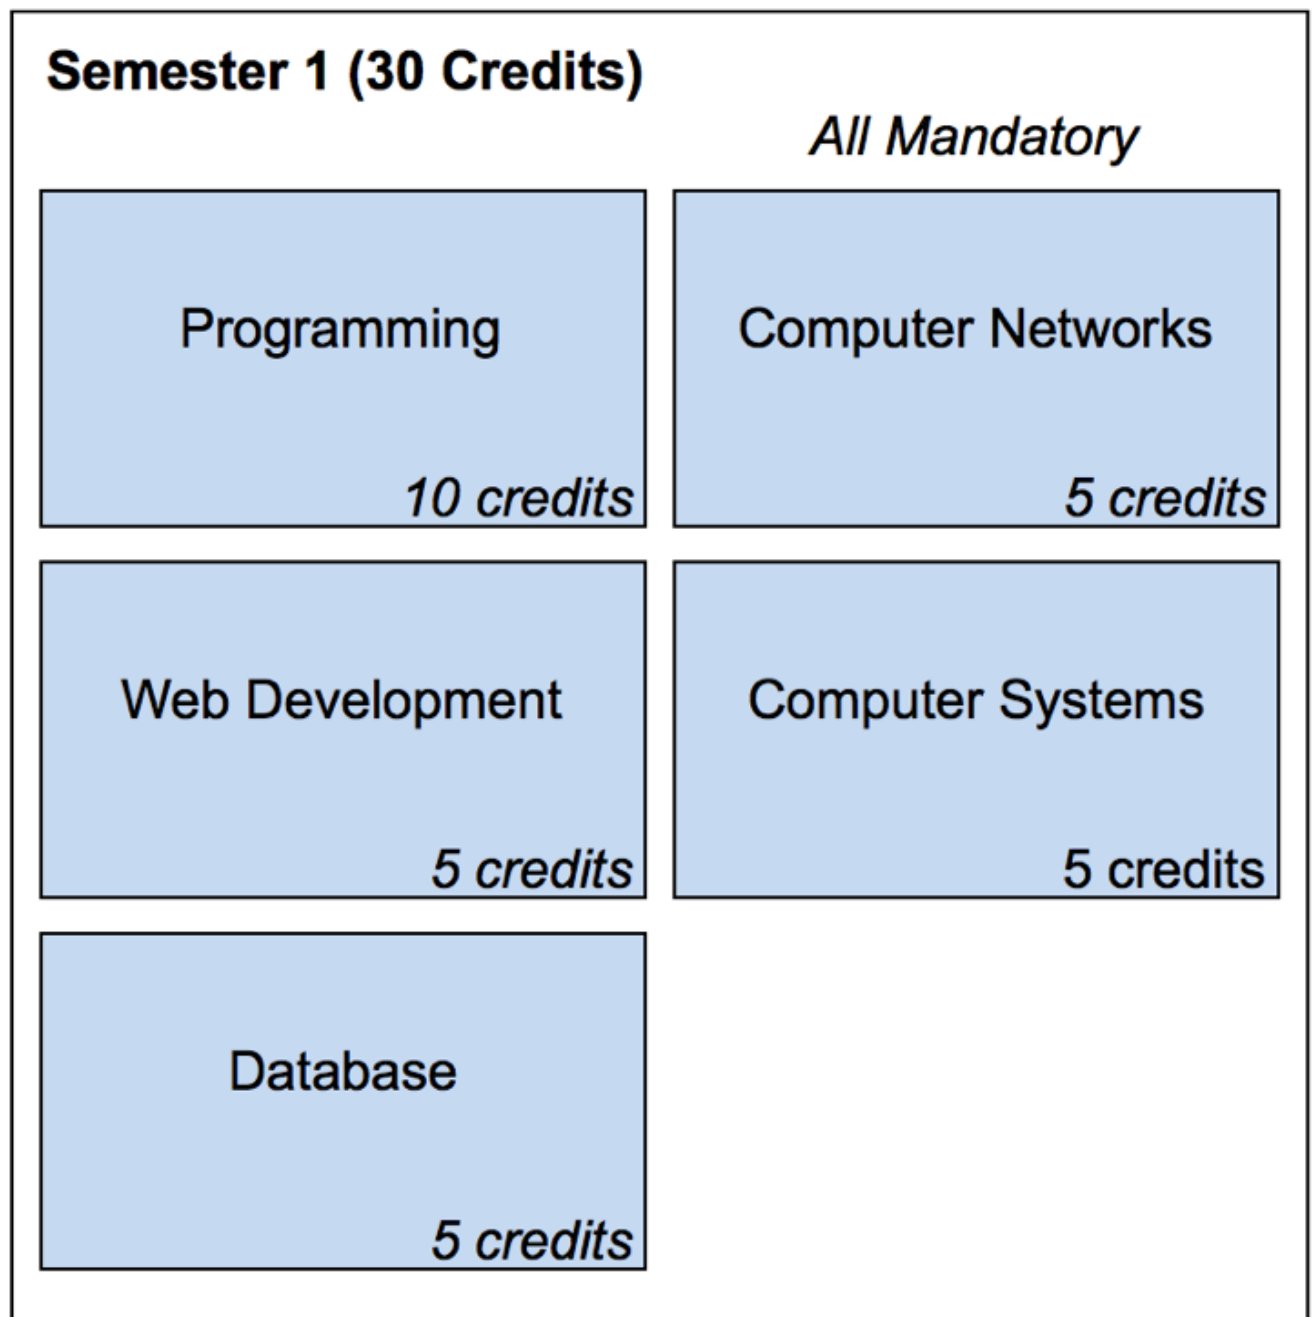 Semester 1 (30 Credits)
All Mandatory
Programming
10 credits
Computer Networks
5 credits
Web Development
5 credits
Computer Systems
5 credits
Database
5 credits